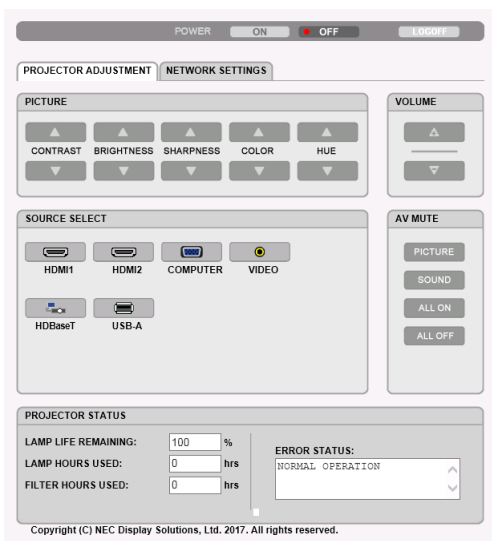 POWER ON OFF LOGOFF
PROJECTOR ADJUSTMENT NETWORK SETTINGS
PICTURE
CONTRAST BRIGHTNESS SHARPNESS COLOR HUE
VOLUME
SOURCE SELECT
HDMI1 HDMI2 COMPUTER VIDEO
HDBaseT USB-A
AV MUTE
PICTURE
SOUND
ALL ON
ALL OFF
PROJECTOR STATUS
LAMP LIFE REMAINING: 100 %
LAMP HOURS USED: 0 hrs
FILTER HOURS USED: 0 hrs
ERROR STATUS:
NORMAL OPERATION
Copyright (C) NEC Display Solutions, Ltd. 2017. All rights reserved.